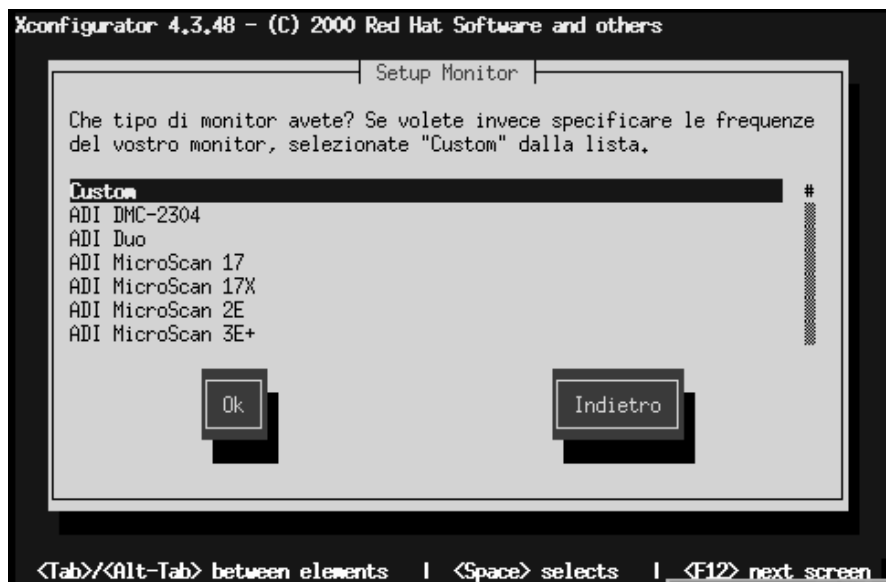 Xconfigurator 4.3.48 - (C) 2000 Red Hat Software and others
Setup Monitor
Che tipo di monitor avete? Se volete invece specificare le frequenze
del vostro monitor, selezionate "Custom" dalla lista.
Custom #
ADI DMC-2304
ADI Duo
ADI MicroScan 17
ADI MicroScan 17X
ADI MicroScan 2E
ADI MicroScan 3E+
Ok Indietro
<Tab>/<Alt-Tab> between elements | <Space> selects | <F12> next screen